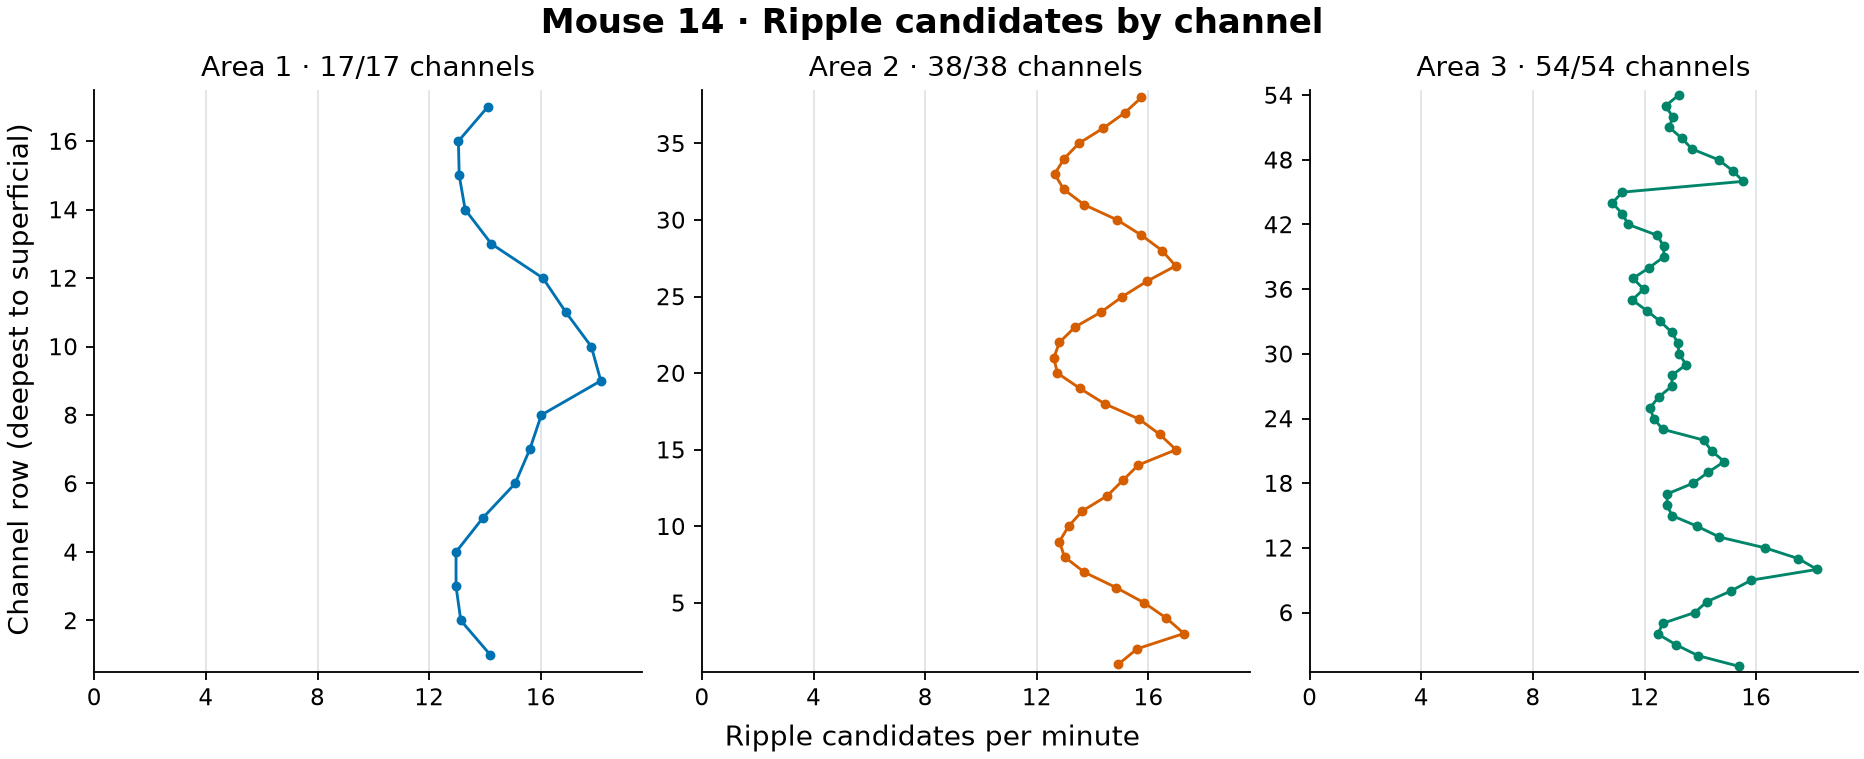 Mouse 14 · Ripple candidates by channel
Area 1 · 17/17 channels
Area 2 · 38/38 channels
Area 3 · 54/54 channels
Channel row (deepest to superficial)
16
14
12
10
8
6
4
2
0 4 8 12 16
35
30
25
20
15
10
5
0 4 8 12 16
54
48
42
36
30
24
18
12
6
0 4 8 12 16
Ripple candidates per minute